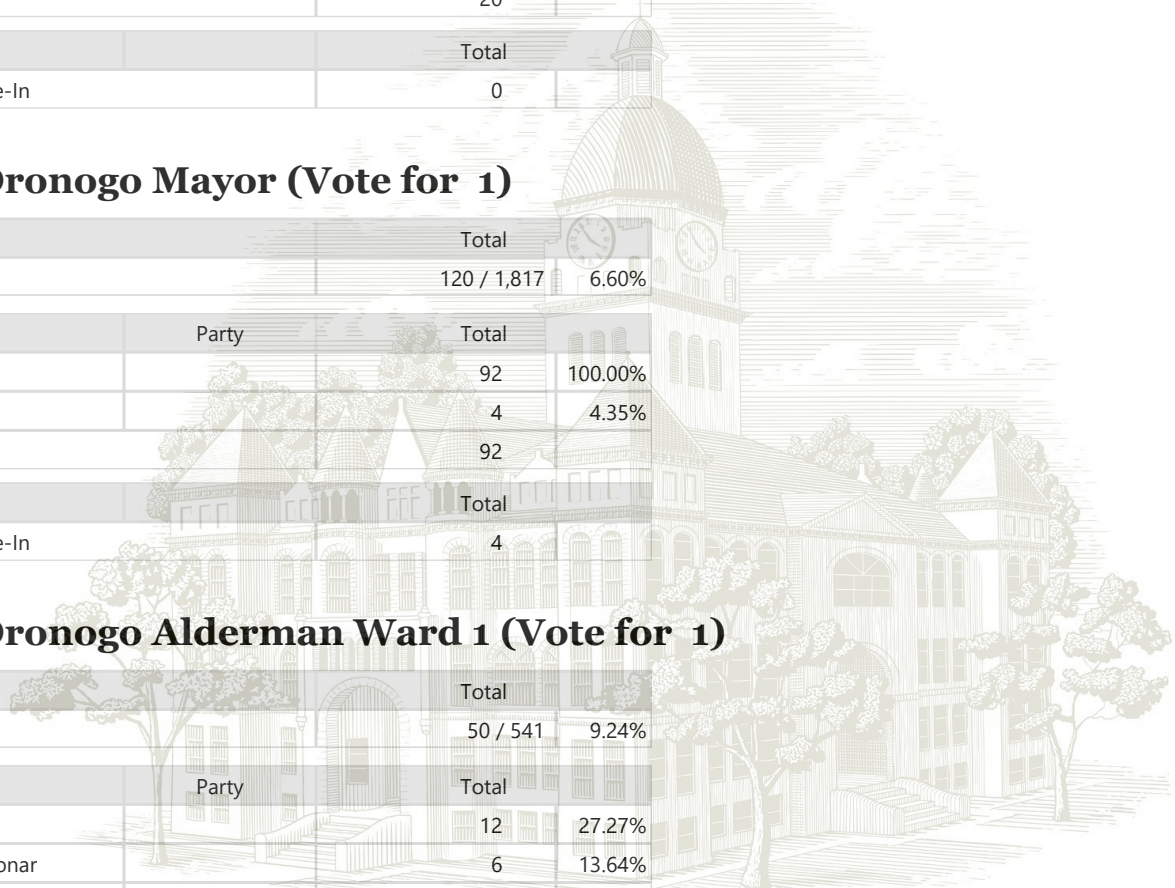 20
Total
e-In 0
Oronogo Mayor (Vote for 1)
Total
120 / 1,817 6.60%
Party Total
92 100.00%
4 4.35%
92
Total
e-In 4
Oronogo Alderman Ward 1 (Vote for 1)
Total
50 / 541 9.24%
Party Total
12 27.27%
onar 6 13.64%